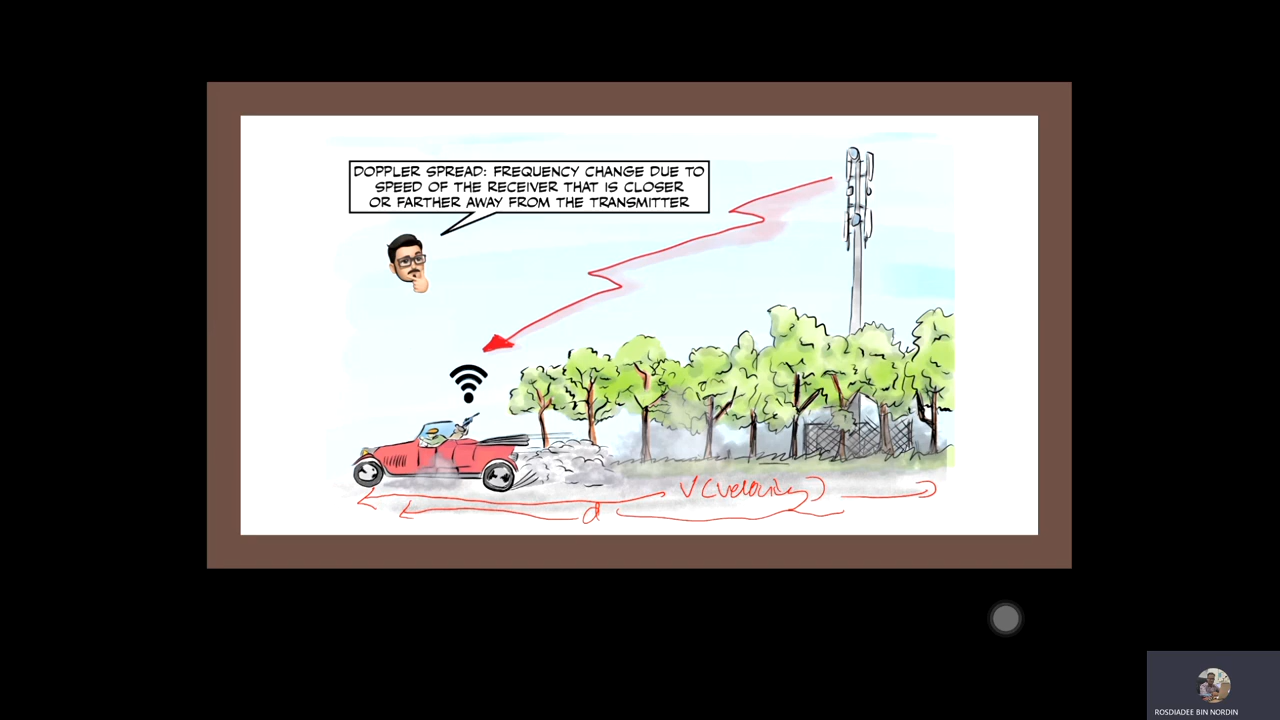 DOPPLER SPREAD: FREQUENCY CHANGE DUE TO
SPEED OF THE RECEIVER THAT IS CLOSER
OR FARTHER AWAY FROM THE TRANSMITTER
V (velocity)
d
ROSDIADEE BIN NORDIN